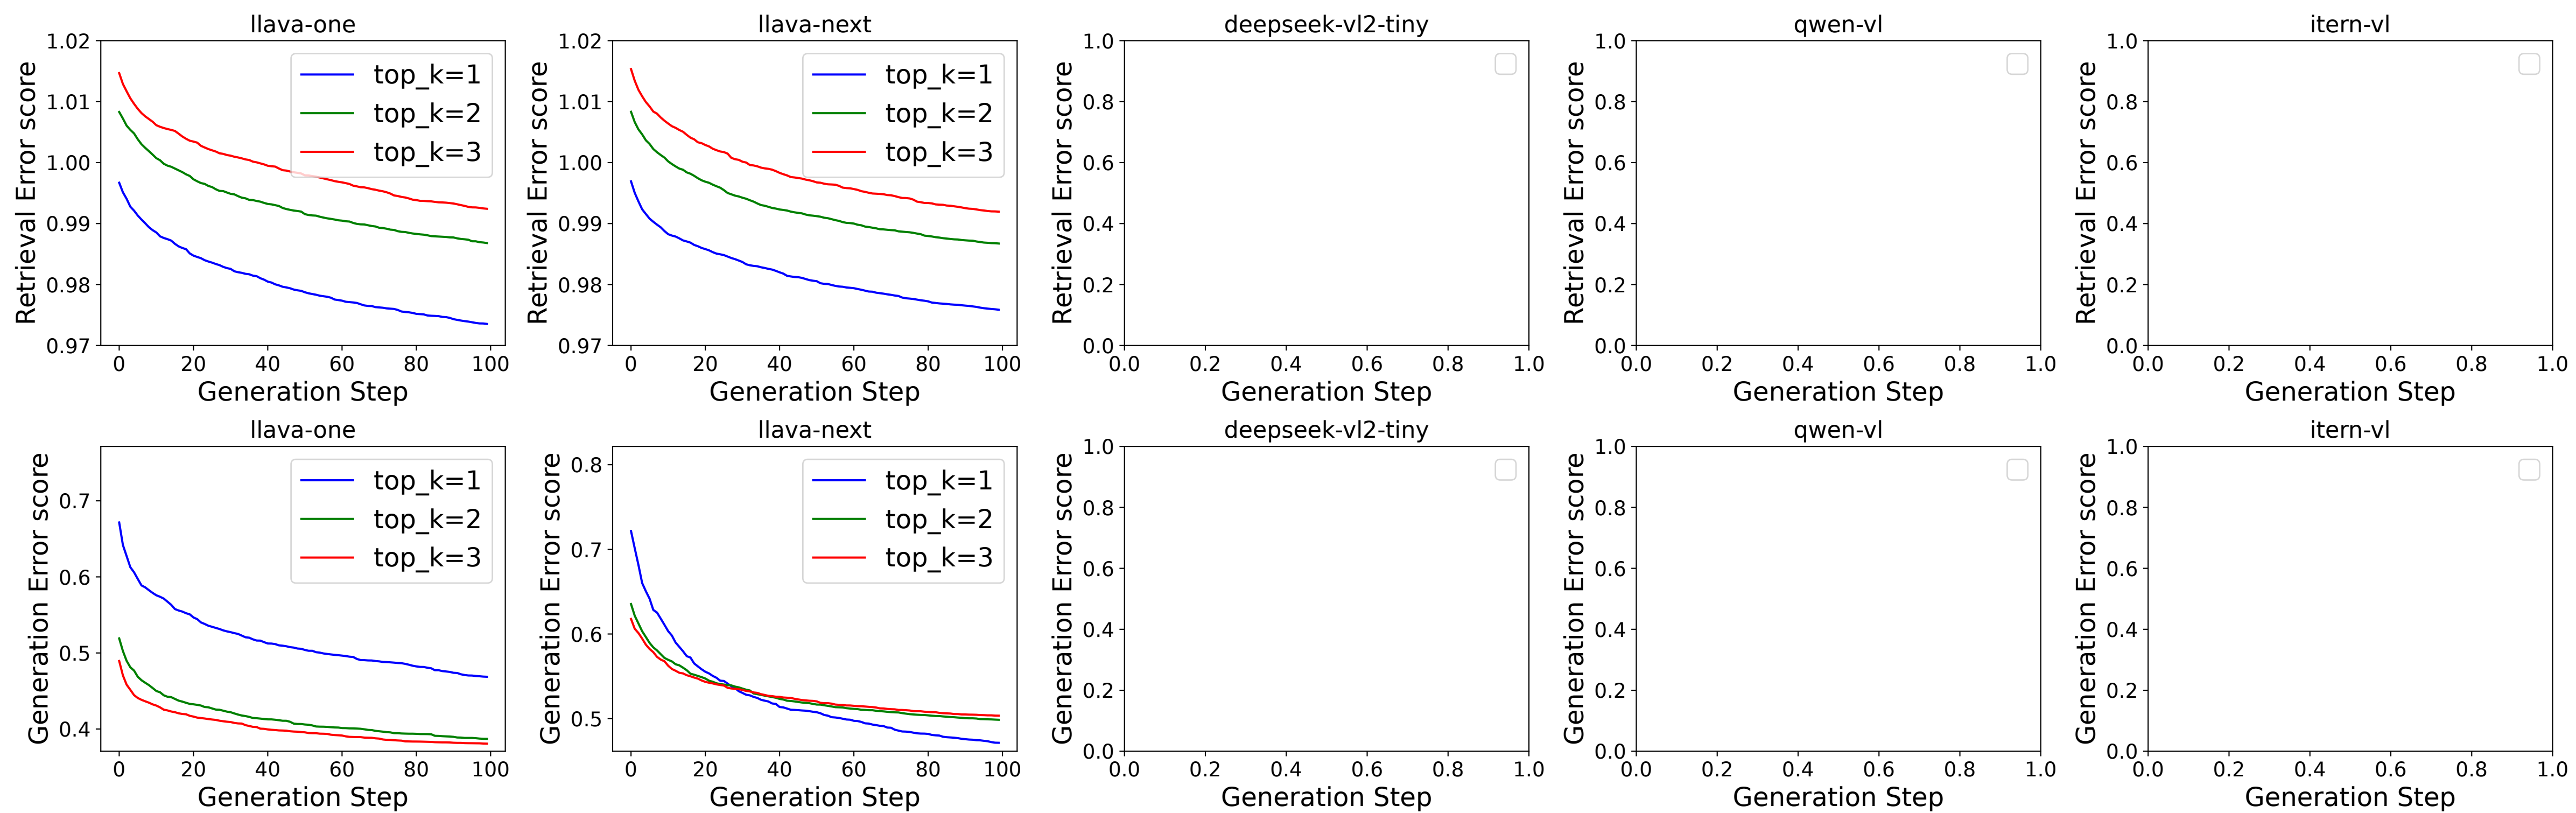 llava-one
Retrieval Error score
1.02
1.01
1.00
0.99
0.98
0.97
top_k=1
top_k=2
top_k=3
0 20 40 60 80 100
Generation Step
llava-next
Retrieval Error score
1.02
1.01
1.00
0.99
0.98
0.97
top_k=1
top_k=2
top_k=3
0 20 40 60 80 100
Generation Step
deepseek-vl2-tiny
Retrieval Error score
1.0
0.8
0.6
0.4
0.2
0.0
0.0 0.2 0.4 0.6 0.8 1.0
Generation Step
qwen-vl
Retrieval Error score
1.0
0.8
0.6
0.4
0.2
0.0
0.0 0.2 0.4 0.6 0.8 1.0
Generation Step
itern-vl
Retrieval Error score
1.0
0.8
0.6
0.4
0.2
0.0
0.0 0.2 0.4 0.6 0.8 1.0
Generation Step
llava-one
Generation Error score
0.7
0.6
0.5
0.4
top_k=1
top_k=2
top_k=3
0 20 40 60 80 100
Generation Step
llava-next
Generation Error score
0.8
0.7
0.6
0.5
top_k=1
top_k=2
top_k=3
0 20 40 60 80 100
Generation Step
deepseek-vl2-tiny
Generation Error score
1.0
0.8
0.6
0.4
0.2
0.0
0.0 0.2 0.4 0.6 0.8 1.0
Generation Step
qwen-vl
Generation Error score
1.0
0.8
0.6
0.4
0.2
0.0
0.0 0.2 0.4 0.6 0.8 1.0
Generation Step
itern-vl
Generation Error score
1.0
0.8
0.6
0.4
0.2
0.0
0.0 0.2 0.4 0.6 0.8 1.0
Generation Step